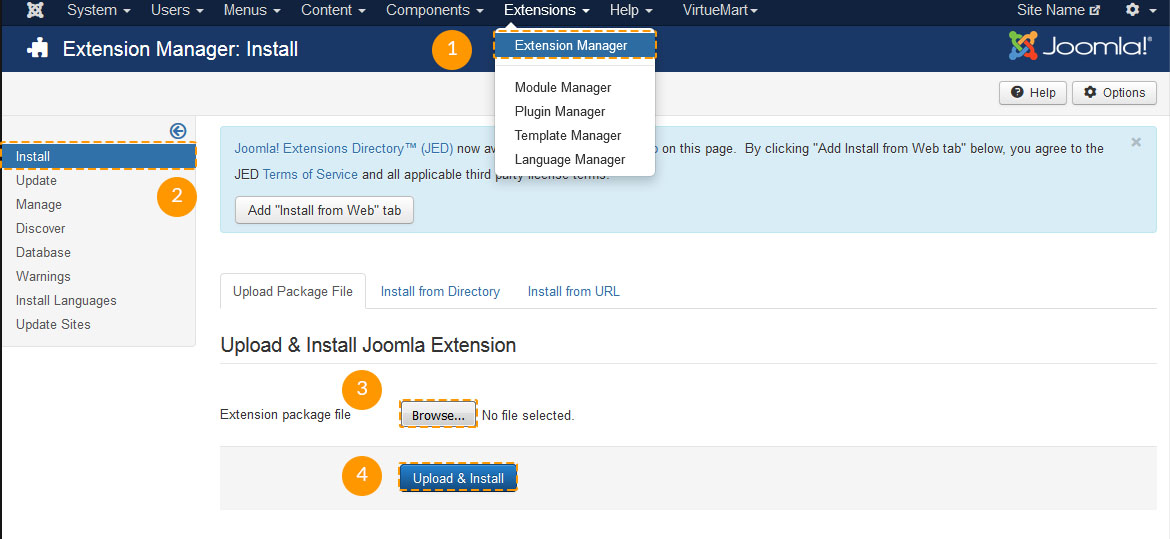 System Users Menus Content Components Extensions Help VirtueMart Site Name
Extension Manager: Install
1
Extension Manager
Joomla!®
Module Manager
Plugin Manager
Template Manager
Language Manager
Help Options
Install
Update
2
Manage
Discover
Database
Warnings
Install Languages
Update Sites
Joomla! Extensions Directory™ (JED) now on this page. By clicking "Add Install from Web tab" below, you agree to the
JED Terms of Service and all applicable third party license terms.
×
Add "Install from Web" tab
Upload Package File Install from Directory Install from URL
Upload & Install Joomla Extension
3
Extension package file Browse... No file selected.
4
Upload & Install